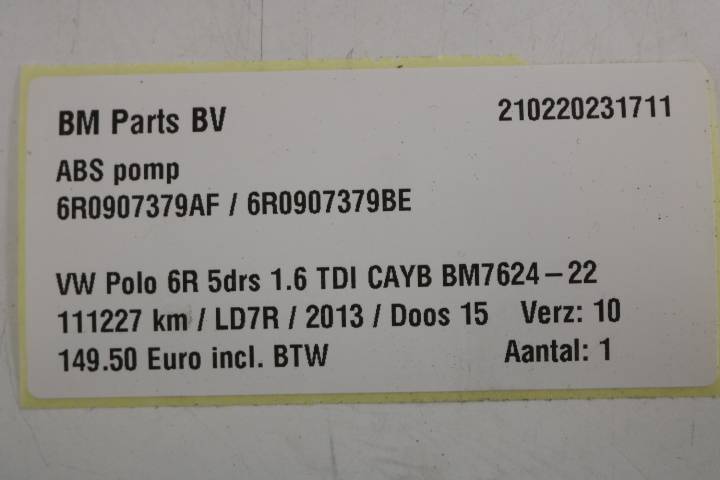 BM Parts BV 210220231711
ABS pomp
6R0907379AF / 6R0907379BE
VW Polo 6R 5drs 1.6 TDI CAYB BM7624-22
111227 km / LD7R / 2013 / Doos 15 Verz: 10
149.50 Euro incl. BTW Aantal: 1